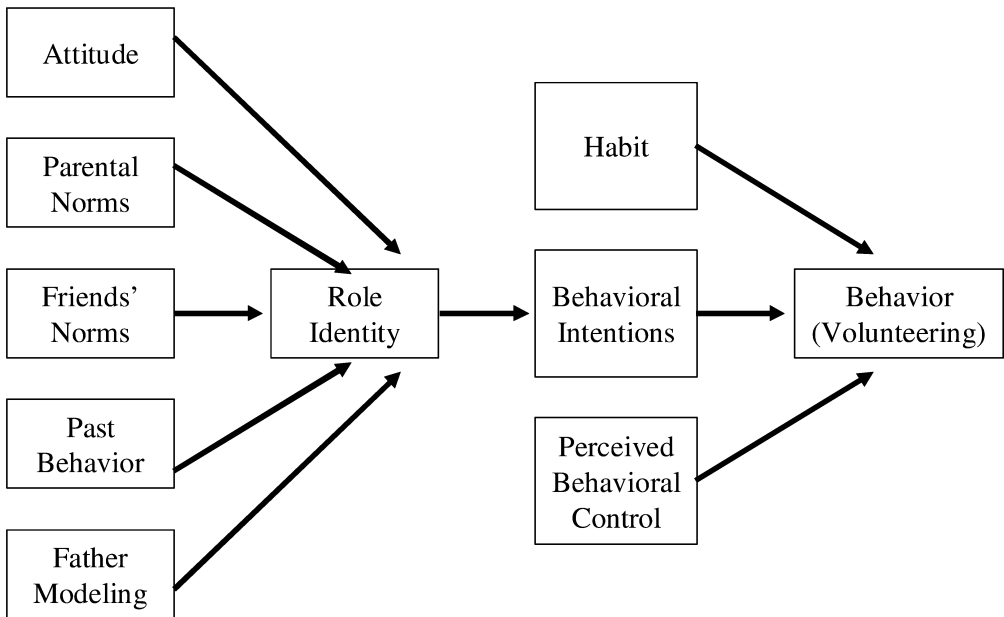 Attitude
Parental
Norms
Friends’
Norms
Past
Behavior
Father
Modeling
Role
Identity
Habit
Behavioral
Intentions
Perceived
Behavioral
Control
Behavior
(Volunteering)